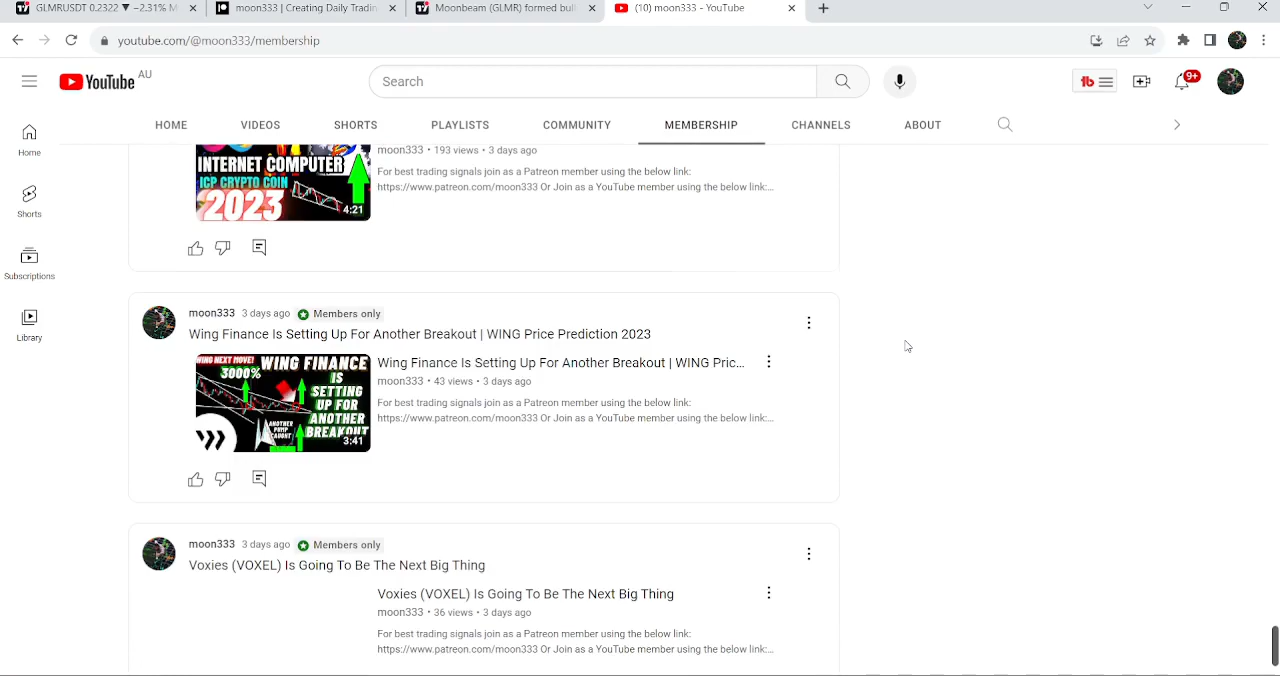 GLMRUSDT 0.2322 ▼ −2.31% M
moon333 | Creating Daily Tradin
Moonbeam (GLMR) formed bull
(10) moon333 - YouTube
youtube.com/@moon333/membership
YouTube AU
Search
9+
HOME VIDEOS SHORTS PLAYLISTS COMMUNITY MEMBERSHIP CHANNELS ABOUT
Home
Shorts
Subscriptions
Library
INTERNET COMPUTER
ICP CRYPTO COIN
2023
4:21
moon333 • 193 views • 3 days ago
For best trading signals join as a Patreon member using the below link:
https://www.patreon.com/moon333 Or Join as a YouTube member using the below link:...
moon333 3 days ago Members only
Wing Finance Is Setting Up For Another Breakout | WING Price Prediction 2023
WING NEXT MOVE!
3000%
WING FINANCE
IS
SETTING
UP FOR
ANOTHER
BREAKOUT
ANOTHER
PUMP
CAUGHT
3:41
Wing Finance Is Setting Up For Another Breakout | WING Pric...
moon333 • 43 views • 3 days ago
For best trading signals join as a Patreon member using the below link:
https://www.patreon.com/moon333 Or Join as a YouTube member using the below link:...
moon333 3 days ago Members only
Voxies (VOXEL) Is Going To Be The Next Big Thing
Voxies (VOXEL) Is Going To Be The Next Big Thing
moon333 • 36 views • 3 days ago
For best trading signals join as a Patreon member using the below link:
https://www.patreon.com/moon333 Or Join as a YouTube member using the below link:...